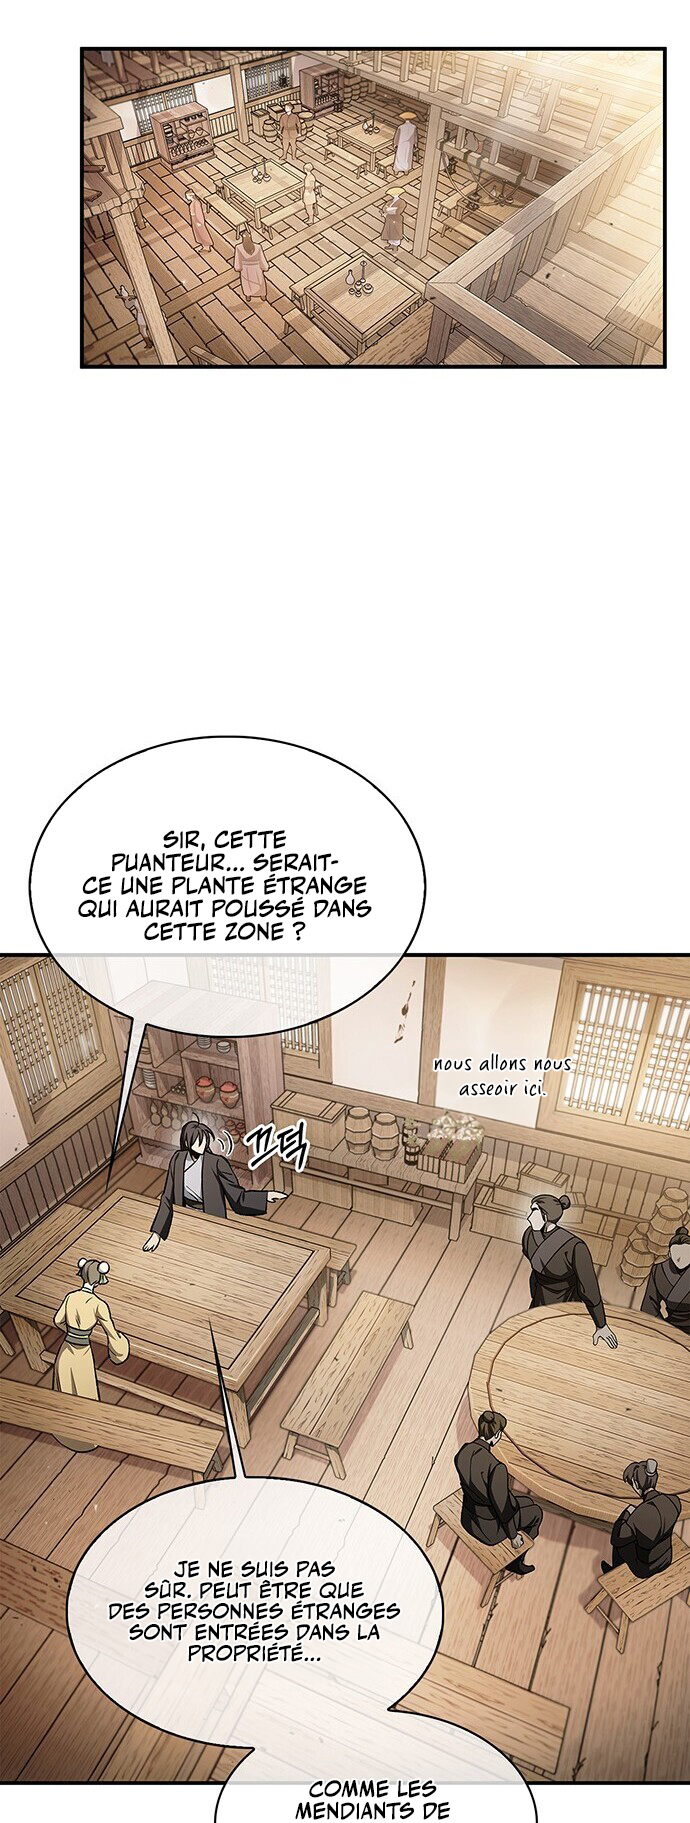 SIR, CETTE
PUANTEUR... SERAIT-
CE UNE PLANTE ÉTRANGE
QUI AURAIT POUSSÉ DANS
CETTE ZONE ?
nous allons nous
asseoir ici.
끄덕
JE NE SUIS PAS
SÛR. PEUT ÊTRE QUE
DES PERSONNES ÉTRANGES
SONT ENTRÉES DANS LA
PROPRIÉTÉ...
COMME LES
MENDIANTS DE